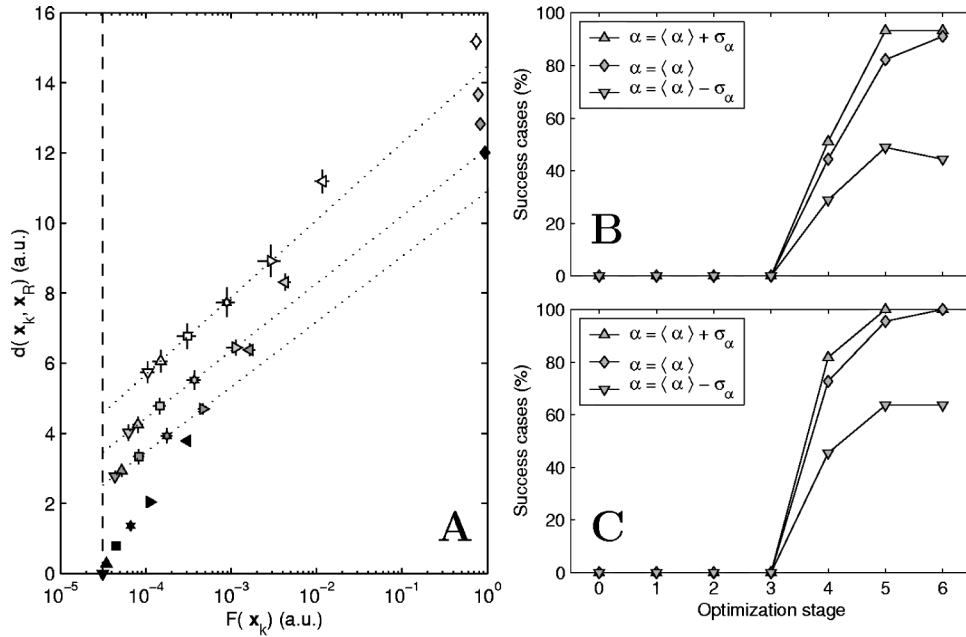 16
14
12
10
8
6
4
2
0
d( x_k, x_R) (a.u.)
10^−5
10^−4
10^−3
10^−2
10^−1
10^0
F( x_k) (a.u.)
A
100
80
60
40
20
0
Success cases (%)
α = ⟨ α ⟩ + σ_α
α = ⟨ α ⟩
α = ⟨ α ⟩ − σ_α
B
100
80
60
40
20
0
Success cases (%)
α = ⟨ α ⟩ + σ_α
α = ⟨ α ⟩
α = ⟨ α ⟩ − σ_α
C
0 1 2 3 4 5 6
Optimization stage